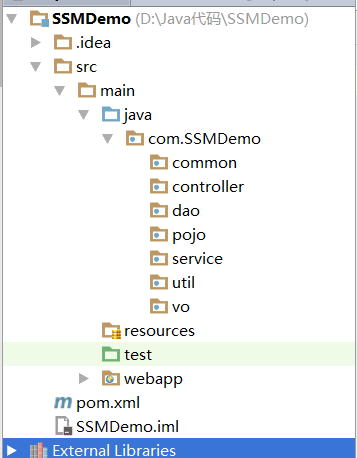 SSMDemo (D:\Java代码\SSMDemo)
.idea
src
main
java
com.SSMDemo
common
controller
dao
pojo
service
util
vo
resources
test
webapp
pom.xml
SSMDemo.iml
External Libraries